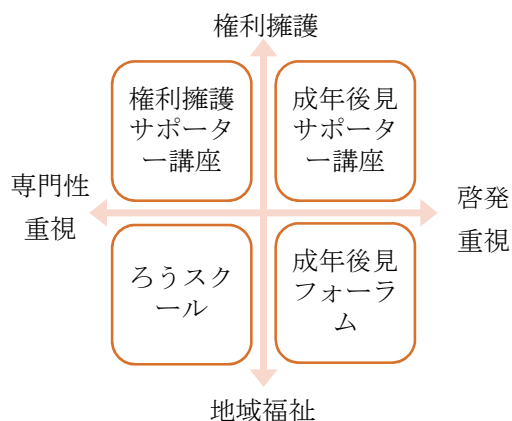 権利擁護
権利擁護
サポータ
ー講座
成年後見
サポータ
ー講座
専門性
重視
啓発
重視
ろうスク
ール
成年後見
フォーラ
ム
地域福祉